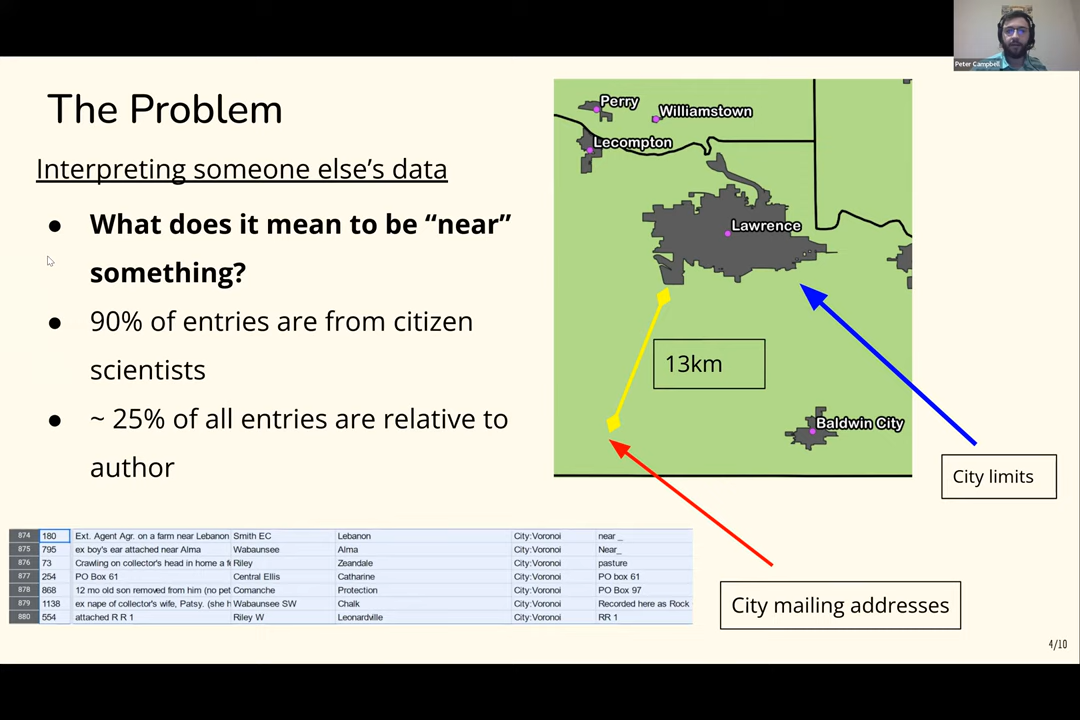 Peter Campbell
The Problem
Interpreting someone else's data
● What does it mean to be “near”
something?
● 90% of entries are from citizen
scientists
● ~ 25% of all entries are relative to
author
Perry
Williamstown
Lecompton
Lawrence
13km
Baldwin City
City limits
City mailing addresses
874 180 Ext. Agent Agr. on a farm near Lebanon Smith EC Lebanon City:Voronoi near _
875 795 ex boy's ear attached near Alma Wabaunsee Alma City:Voronoi Near_
876 73 Crawling on collector's head in home a Riley Zeandale City:Voronoi pasture
877 254 PO Box 61 Central Ellis Catharine City:Voronoi PO box 61
878 868 12 mo old son removed from him (no pet Comanche Protection City:Voronoi PO Box 97
879 1138 ex nape of collector's wife, Patsy. (she h Wabaunsee SW Chalk City:Voronoi Recorded here as Rock
880 554 attached R R 1 Riley W Leonardville City:Voronoi RR 1
4/10